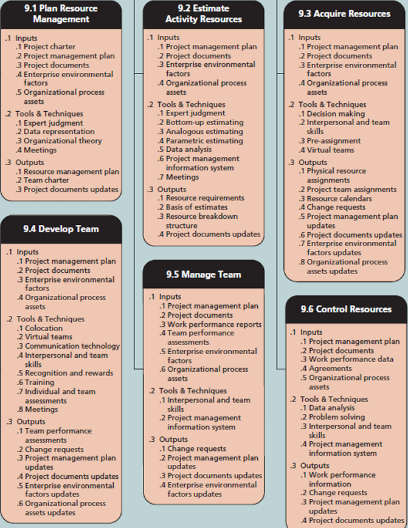 9.1 Plan Resource
Management
.1 Inputs
.1 Project charter
.2 Project management plan
.3 Project documents
.4 Enterprise environmental
factors
.5 Organizational process
assets
.2 Tools & Techniques
.1 Expert judgment
.2 Data representation
.3 Organizational theory
.4 Meetings
.3 Outputs
.1 Resource management plan
.2 Team charter
.3 Project documents updates
9.2 Estimate
Activity Resources
.1 Inputs
.1 Project management plan
.2 Project documents
.3 Enterprise environmental
factors
.4 Organizational process
assets
.2 Tools & Techniques
.1 Expert judgment
.2 Bottom-up estimating
.3 Analogous estimating
.4 Parametric estimating
.5 Data analysis
.6 Project management
information system
.7 Meetings
.3 Outputs
.1 Resource requirements
.2 Basis of estimates
.3 Resource breakdown
structure
.4 Project documents updates
9.3 Acquire Resources
.1 Inputs
.1 Project management plan
.2 Project documents
.3 Enterprise environmental
factors
.4 Organizational process
assets
.2 Tools & Techniques
.1 Decision making
.2 Interpersonal and team
skills
.3 Pre-assignment
.4 Virtual teams
.3 Outputs
.1 Physical resource
assignments
.2 Project team assignments
.3 Resource calendars
.4 Change requests
.5 Project management plan
updates
.6 Project documents updates
.7 Enterprise environmental
factors updates
.8 Organizational process
assets updates
9.4 Develop Team
.1 Inputs
.1 Project management plan
.2 Project documents
.3 Enterprise environmental
factors
.4 Organizational process
assets
.2 Tools & Techniques
.1 Colocation
.2 Virtual teams
.3 Communication technology
.4 Interpersonal and team
skills
.5 Recognition and rewards
.6 Training
.7 Individual and team
assessments
.8 Meetings
.3 Outputs
.1 Team performance
assessments
.2 Change requests
.3 Project management plan
updates
.4 Project documents updates
.5 Enterprise environmental
factors updates
.6 Organizational process
assets updates
9.5 Manage Team
.1 Inputs
.1 Project management plan
.2 Project documents
.3 Work performance reports
.4 Team performance
assessments
.5 Enterprise environmental
factors
.6 Organizational process
assets
.2 Tools & Techniques
.1 Interpersonal and team
skills
.2 Project management
information system
.3 Outputs
.1 Change requests
.2 Project management plan
updates
.3 Project documents updates
.4 Enterprise environmental
factors updates
9.6 Control Resources
.1 Inputs
.1 Project management plan
.2 Project documents
.3 Work performance data
.4 Agreements
.5 Organizational process
assets
.2 Tools & Techniques
.1 Data analysis
.2 Problem solving
.3 Interpersonal and team
skills
.4 Project management
information system
.3 Outputs
.1 Work performance
information
.2 Change requests
.3 Project management plan
updates
.4 Project documents updates